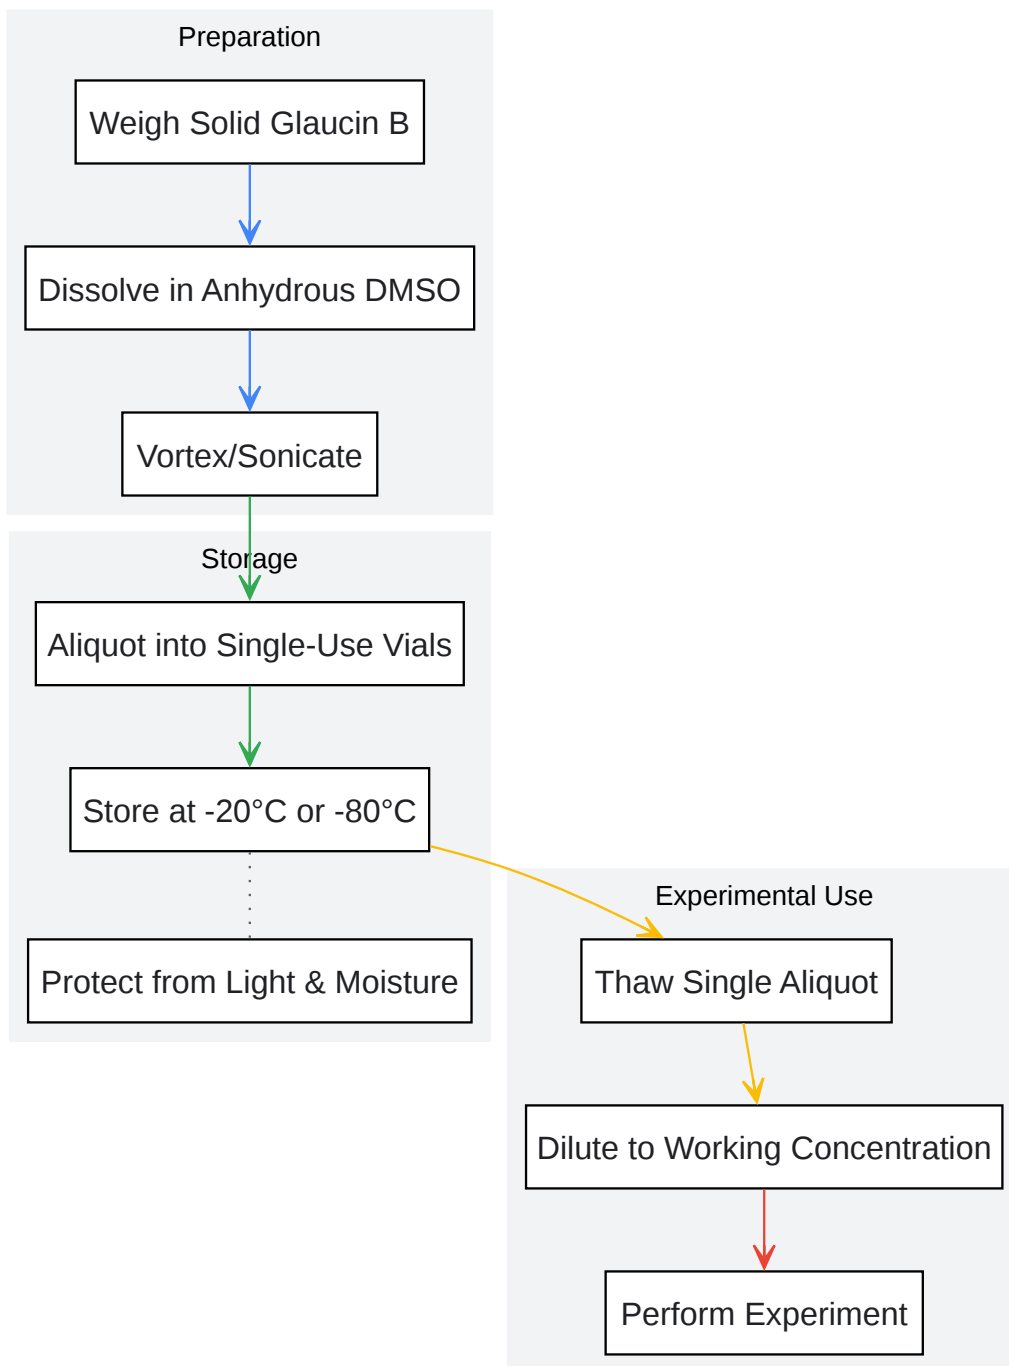 Preparation
Weigh Solid Glaucin B
Dissolve in Anhydrous DMSO
Vortex/Sonicate
Storage
Aliquot into Single-Use Vials
Store at -20°C or -80°C
Protect from Light & Moisture
Experimental Use
Thaw Single Aliquot
Dilute to Working Concentration
Perform Experiment